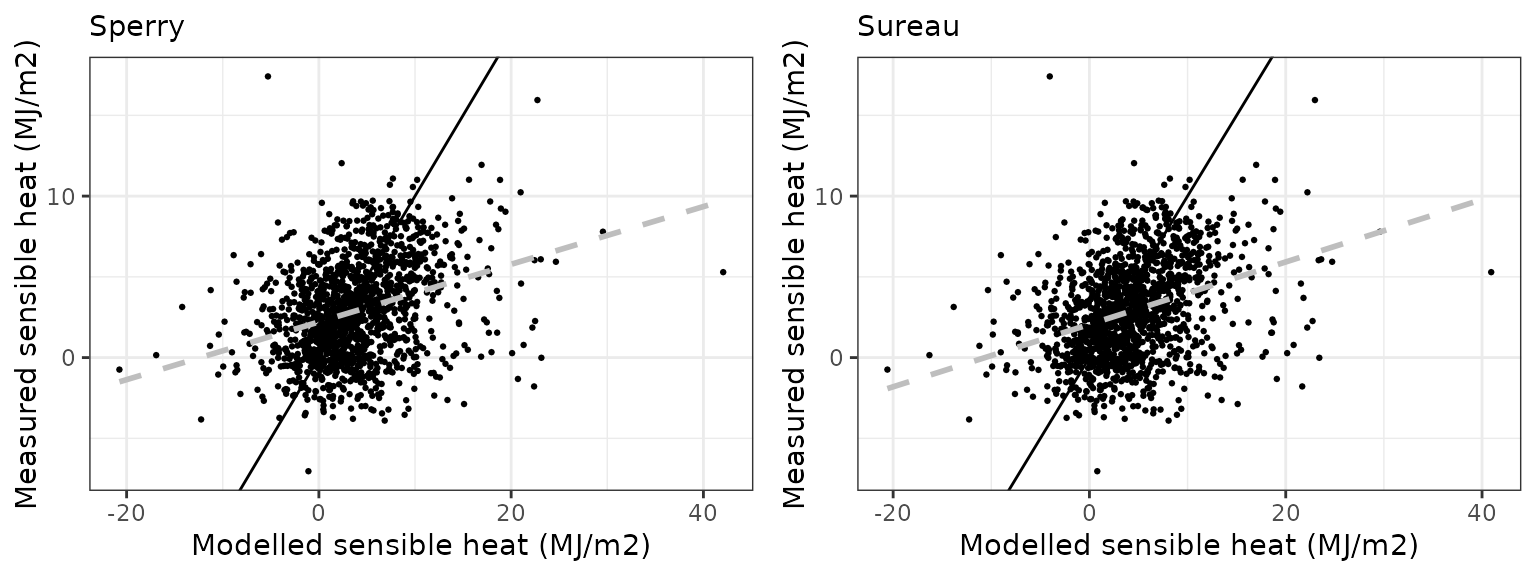 Sperry
Measured sensible heat (MJ/m2)
10
0
-20 0 20 40
Modelled sensible heat (MJ/m2)
Sureau
Measured sensible heat (MJ/m2)
10
0
-20 0 20 40
Modelled sensible heat (MJ/m2)